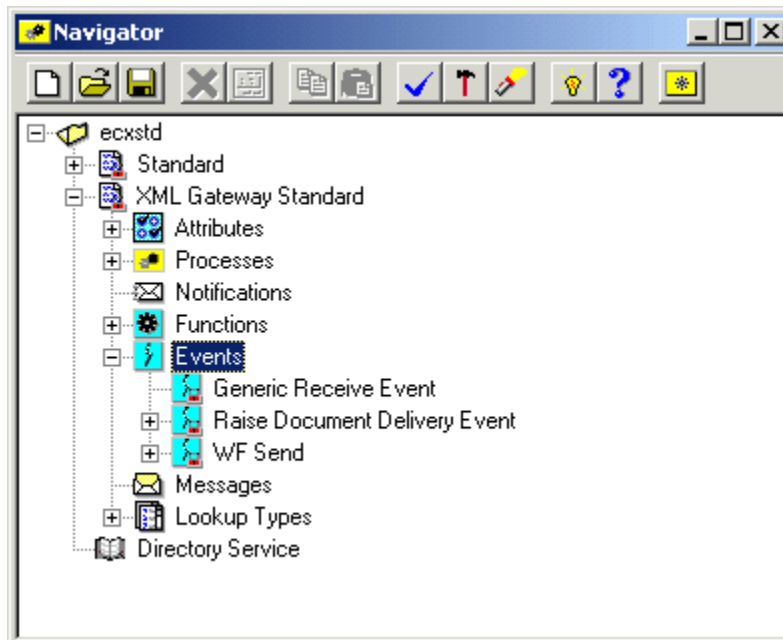 Navigator
ecxstd
Standard
XML Gateway Standard
Attributes
Processes
Notifications
Functions
Events
Generic Receive Event
Raise Document Delivery Event
WF Send
Messages
Lookup Types
Directory Service